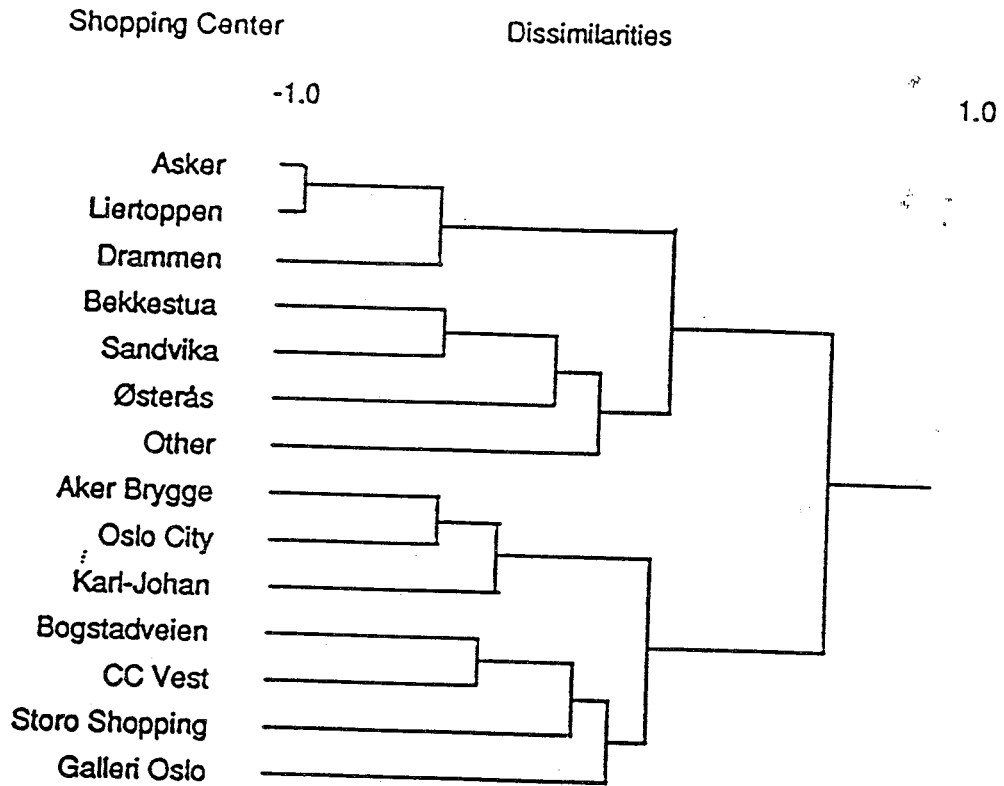 Shopping Center Dissimilarities
-1.0 1.0
Asker
Liertoppen
Drammen
Bekkestua
Sandvika
Østerås
Other
Aker Brygge
Oslo City
Karl-Johan
Bogstadveien
CC Vest
Storo Shopping
Galleri Oslo